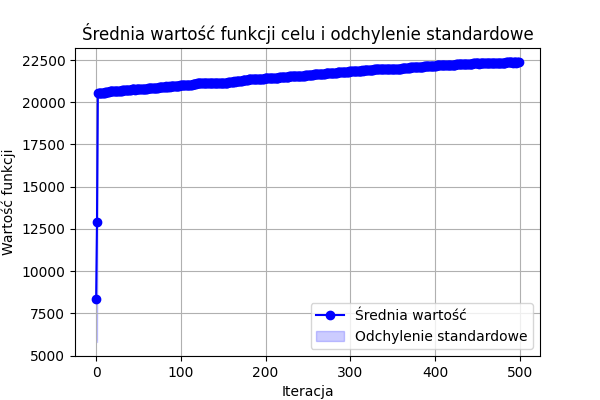 Średnia wartość funkcji celu i odchylenie standardowe
Wartość funkcji
22500
20000
17500
15000
12500
10000
7500
5000
0 100 200 300 400 500
Iteracja
Średnia wartość
Odchylenie standardowe